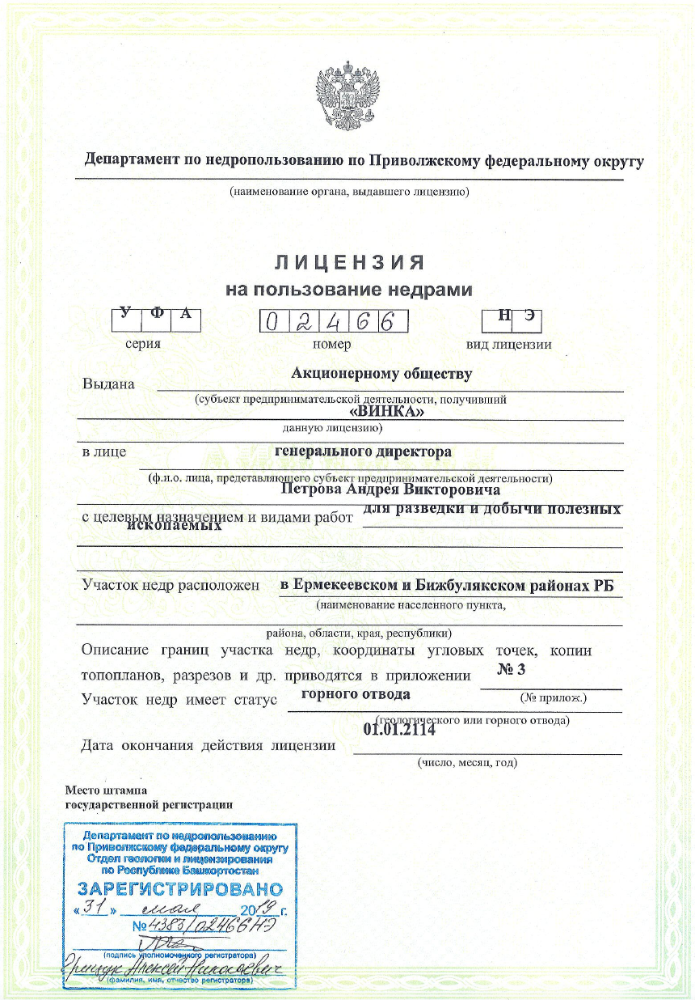 Департамент по недропользованию по Приволжскому федеральному округу
(наименование органа, выдавшего лицензию)
ЛИЦЕНЗИЯ
на пользование недрами
У Ф А 02466 Н Э
серия номер вид лицензии
Акционерному обществу
Выдана
(субъект предпринимательской деятельности, получивший
«ВИНКА»
данную лицензию)
в лице генерального директора
(ф.и.о. лица, представляющего субъект предпринимательской деятельности)
Петрова Андрея Викторовича
с целевым назначением и видами работ для разведки и добычи полезных
ископаемых
Участок недр расположен в Ермекеевском и Бижбулякском районах РБ
(наименование населенного пункта,
района, области, края, республики)
Описание границ участка недр, координаты угловых точек, копии
топопланов, разрезов и др. приводятся в приложении № 3
(№ прилож.)
Участок недр имеет статус горного отвода
(геологического или горного отвода)
01.01.2114
Дата окончания действия лицензии
(число, месяц, год)
Место штампа
государственной регистрации
Департамент по недропользованию
по Приволжскому федеральному округу
Отдел геологии и лицензирования
по Республике Башкортостан
ЗАРЕГИСТРИРОВАНО
«31» мая 2019 г.
№ 4383/02466НЭ
(подпись уполномоченного регистратора)
Грищук Алексей Николаевич
(фамилия, имя, отчество регистратора)